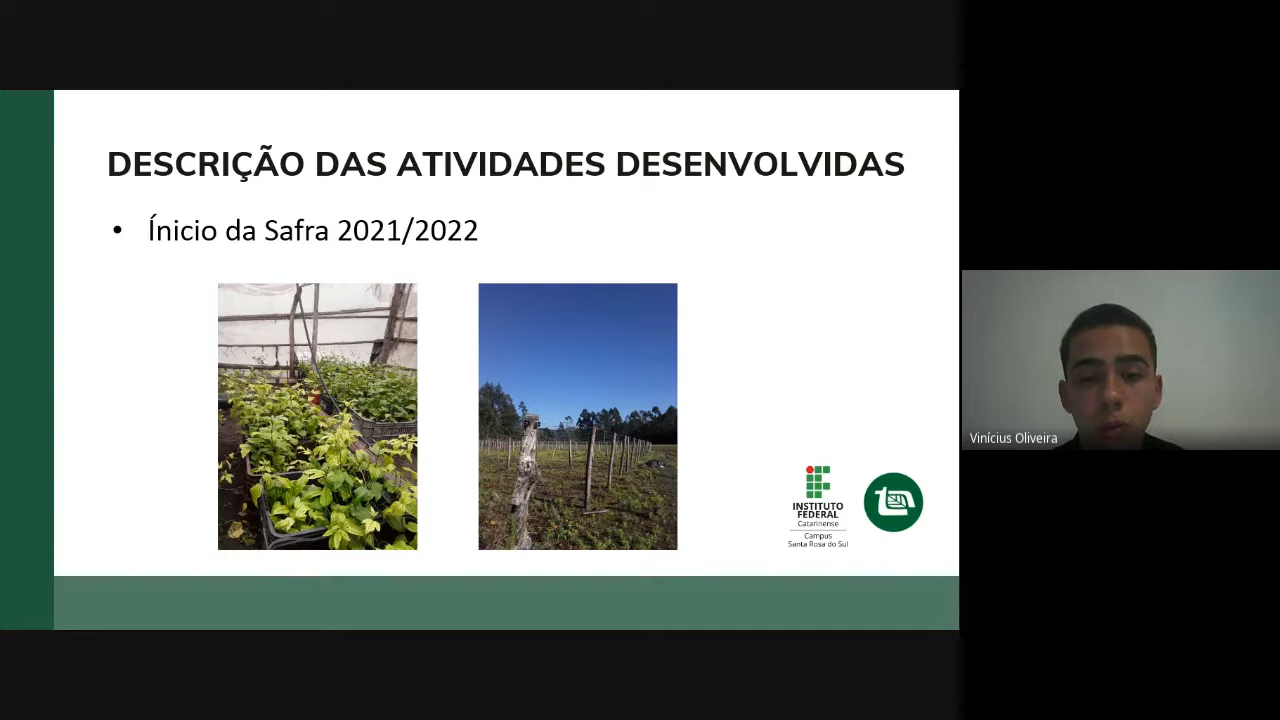 DESCRIÇÃO DAS ATIVIDADES DESENVOLVIDAS
• Ínicio da Safra 2021/2022
INSTITUTO
FEDERAL
Catarinense
Campus
Santa Rosa do Sul
Vinícius Oliveira